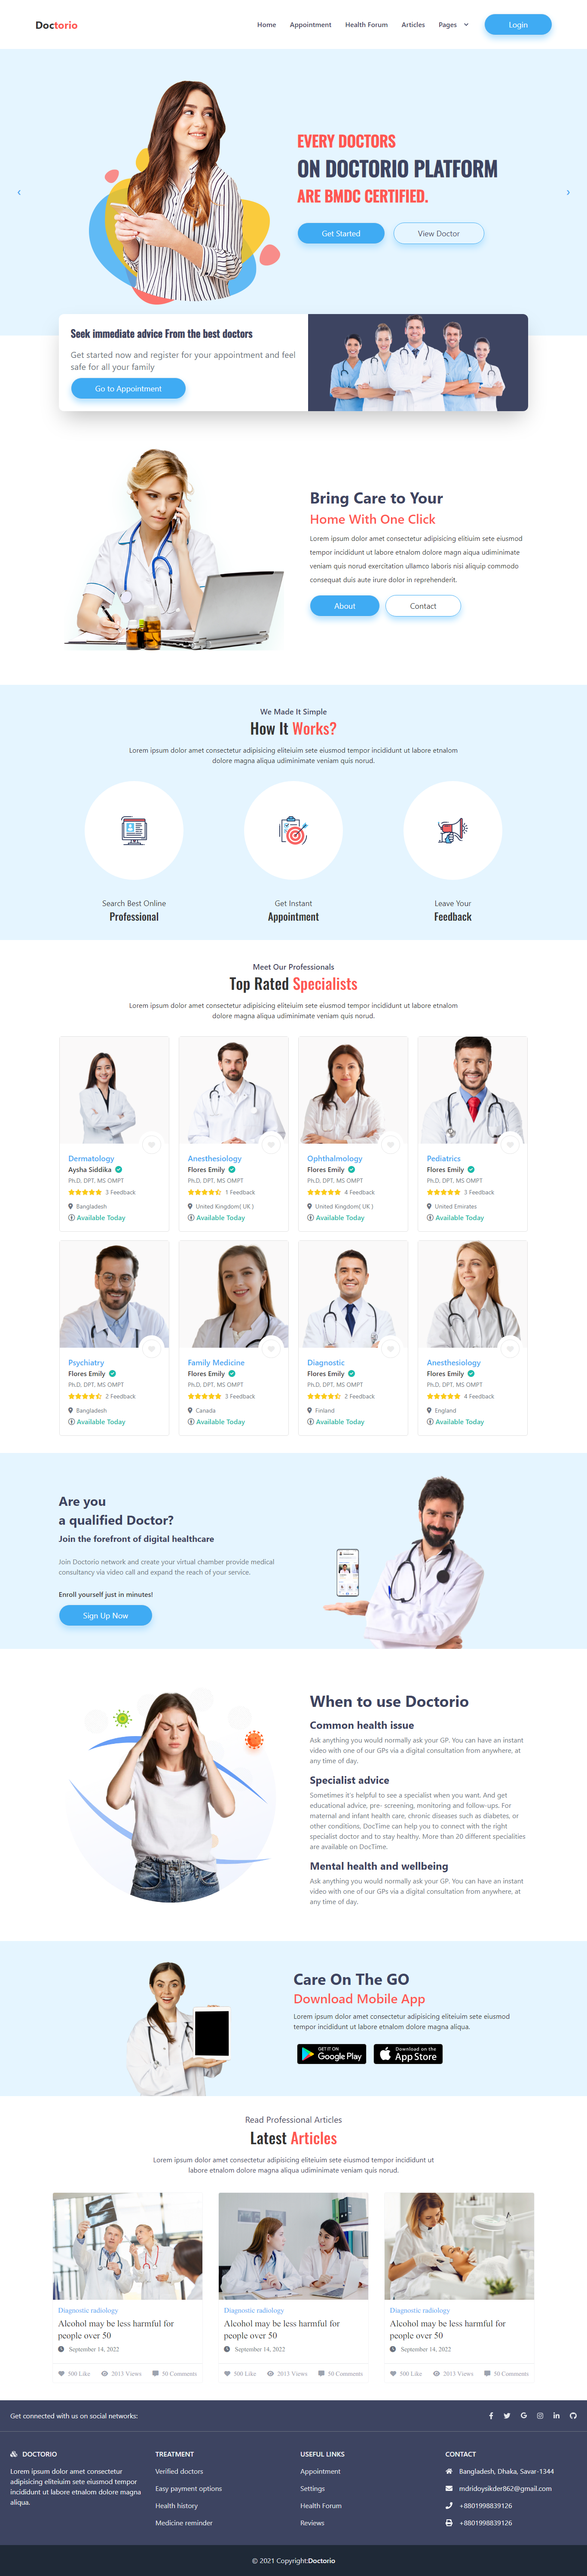 Doctorio
Home Appointment Health Forum Articles Pages Login
EVERY DOCTORS
ON DOCTORIO PLATFORM
ARE BMDC CERTIFIED.
Get Started View Doctor
Seek immediate advice From the best doctors
Get started now and register for your appointment and feel
safe for all your family
Go to Appointment
Bring Care to Your
Home With One Click
Lorem ipsum dolor amet consectetur adipisicing elitiuim sete eiusmod
tempor incididunt ut labore etnalom dolore magn aiqua udiminimate
veniam quis norud exercitation ullamco laboris nisi aliquip commodo
consequat duis aute irure dolor in reprehenderit.
About Contact
We Made It Simple
How It Works?
Lorem ipsum dolor amet consectetur adipisicing eliteiuim sete eiusmod tempor incididunt ut labore etnalom
dolore magna aliqua udiminimate veniam quis norud.
Search Best Online
Professional
Get Instant
Appointment
Leave Your
Feedback
Meet Our Professionals
Top Rated Specialists
Lorem ipsum dolor amet consectetur adipisicing eliteiuim sete eiusmod tempor incididunt ut labore etnalom
dolore magna aliqua udiminimate veniam quis norud.
Dermatology
Aysha Siddika
Ph.D, DPT, MS OMPT
3 Feedback
Bangladesh
Available Today
Anesthesiology
Flores Emily
Ph.D, DPT, MS OMPT
1 Feedback
United Kingdom( UK )
Available Today
Ophthalmology
Flores Emily
Ph.D, DPT, MS OMPT
4 Feedback
United Kingdom( UK )
Available Today
Pediatrics
Flores Emily
Ph.D, DPT, MS OMPT
3 Feedback
United Emirates
Available Today
Psychiatry
Flores Emily
Ph.D, DPT, MS OMPT
2 Feedback
Bangladesh
Available Today
Family Medicine
Flores Emily
Ph.D, DPT, MS OMPT
3 Feedback
Canada
Available Today
Diagnostic
Flores Emily
Ph.D, DPT, MS OMPT
2 Feedback
Finland
Available Today
Anesthesiology
Flores Emily
Ph.D, DPT, MS OMPT
4 Feedback
England
Available Today
Are you
a qualified Doctor?
Join the forefront of digital healthcare
Join Doctorio network and create your virtual chamber provide medical
consultancy via video call and expand the reach of your service.
Enroll yourself just in minutes!
Sign Up Now
When to use Doctorio
Common health issue
Ask anything you would normally ask your GP. You can have an instant
video with one of our GPs via a digital consultation from anywhere, at
any time of day.
Specialist advice
Sometimes it's helpful to see a specialist when you want. And get
educational advice, pre- screening, monitoring and follow-ups. For
maternal and infant health care, chronic diseases such as diabetes, or
other conditions. DocTime can help you to connect with the right
specialist doctor and to stay healthy. More than 20 different specialities
are available on DocTime.
Mental health and wellbeing
Ask anything you would normally ask your GP. You can have an instant
video with one of our GPs via a digital consultation from anywhere, at
any time of day.
Care On The GO
Download Mobile App
Lorem ipsum dolor amet consectetur adipisicing eliteiuim sete eiusmod
tempor incididunt ut labore etnalom dolore magna aliqua.
GET IT ON
Google Play
Download on the
App Store
Read Professional Articles
Latest Articles
Lorem ipsum dolor amet consectetur adipisicing eliteiuim sete eiusmod tempor incididunt ut
labore etnalom dolore magna aliqua udiminimate veniam quis norud.
Diagnostic radiology
Alcohol may be less harmful for
people over 50
September 14, 2022
500 Like 2013 Views 50 Comments
Diagnostic radiology
Alcohol may be less harmful for
people over 50
September 14, 2022
500 Like 2013 Views 50 Comments
Diagnostic radiology
Alcohol may be less harmful for
people over 50
September 14, 2022
500 Like 2013 Views 50 Comments
Get connected with us on social networks:
DOCTORIO
Lorem ipsum dolor amet consectetur
adipisicing eliteiuim sete eiusmod tempor
incididunt ut labore etnalom dolore magna
aliqua.
TREATMENT
Verified doctors
Easy payment options
Health history
Medicine reminder
USEFUL LINKS
Appointment
Settings
Health Forum
Reviews
CONTACT
Bangladesh, Dhaka, Savar-1344
mdridoysikder862@gmail.com
+8801998839126
+8801998839126
© 2021 Copyright:Doctorio